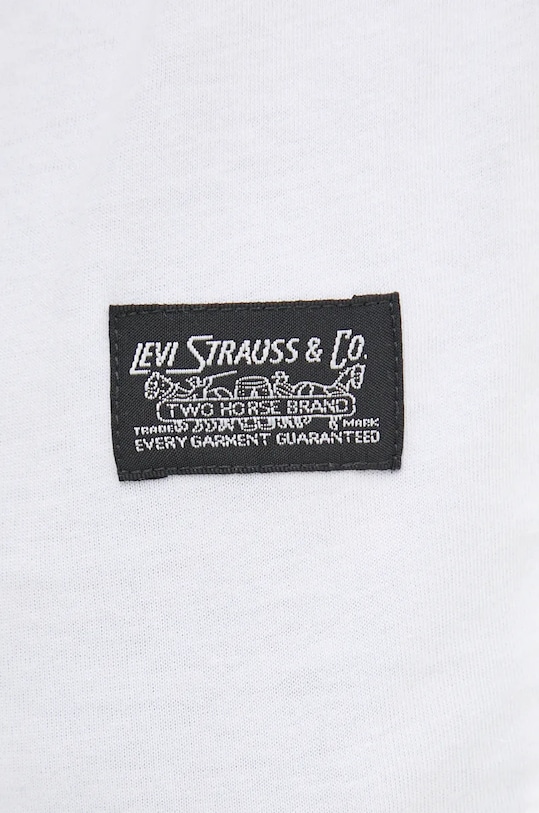 LEVI STRAUSS & CO.
TWO HORSE BRAND
TRADE MARK
EVERY GARMENT GUARANTEED